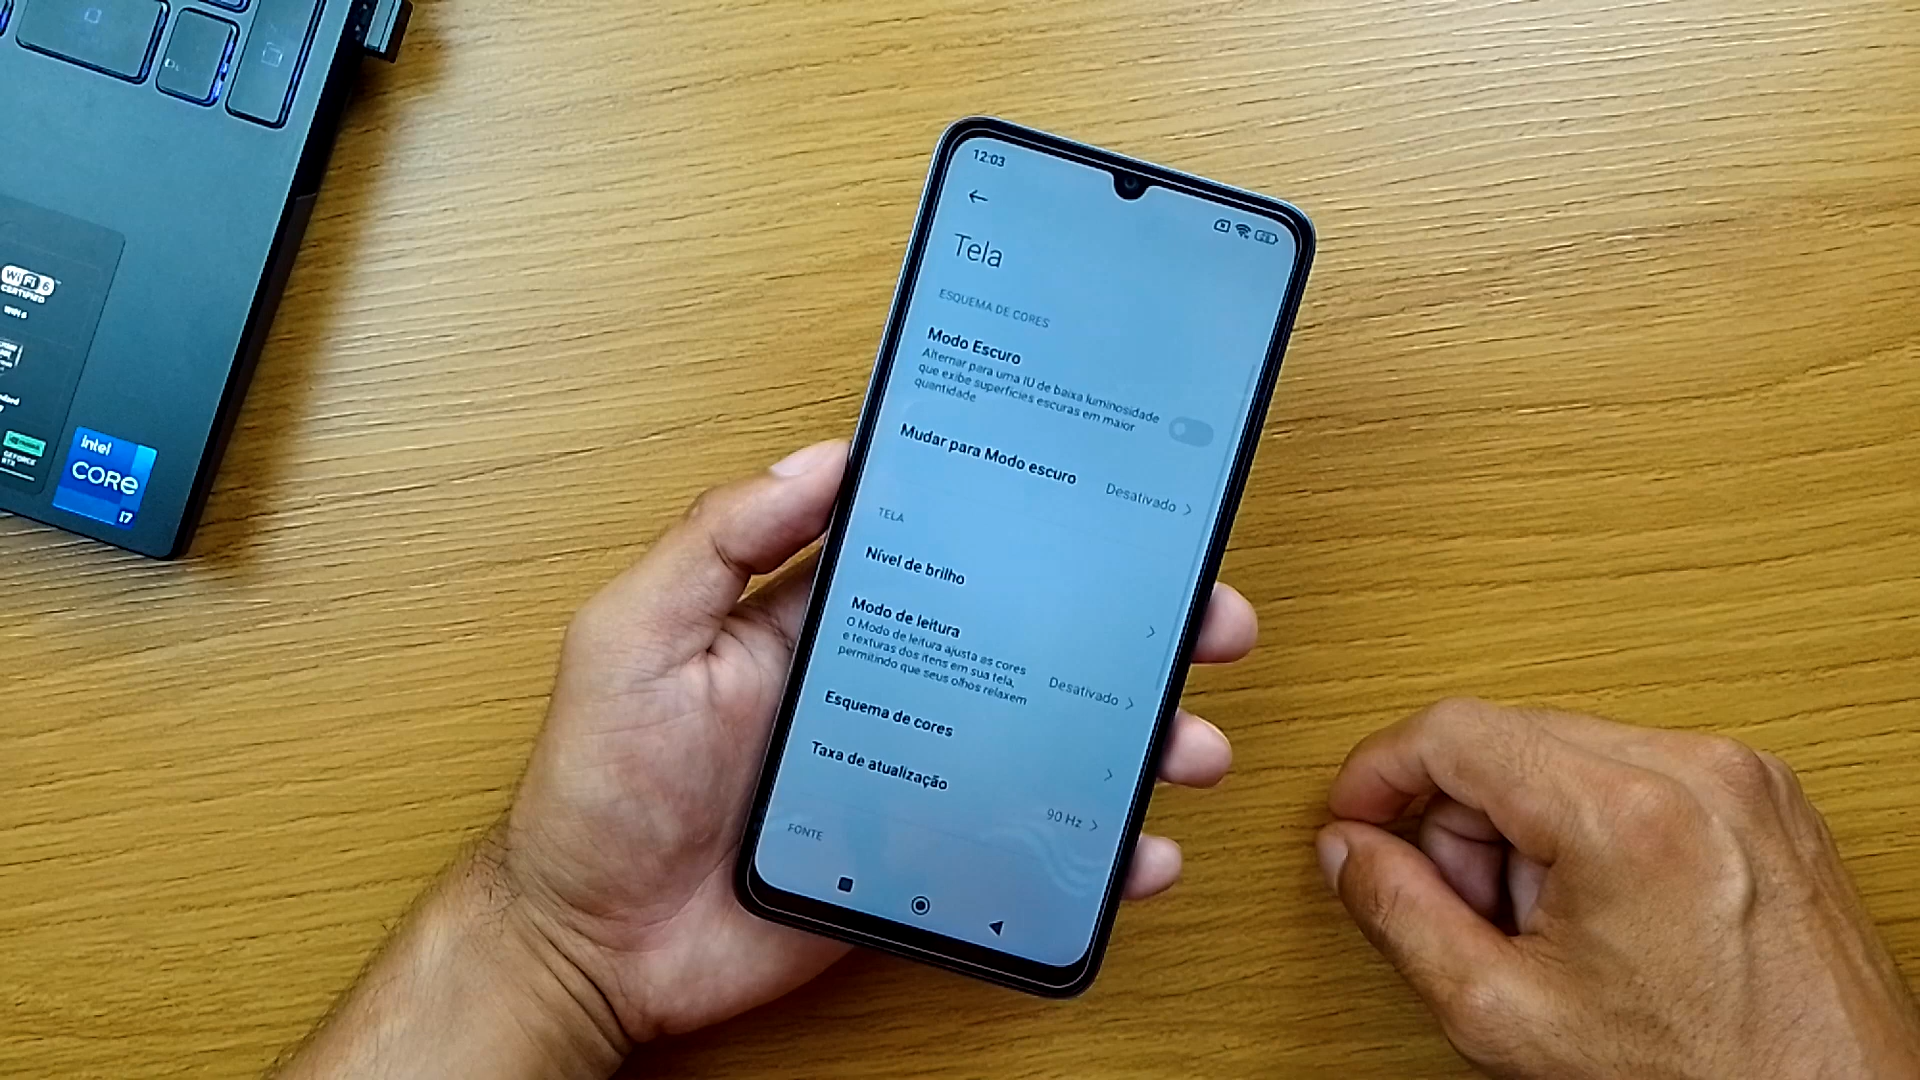 12:03
Tela
ESQUEMA DE CORES
Modo Escuro
Alternar para uma IU de baixa luminosidade
que exibe superfícies escuras em maior
quantidade
Mudar para Modo escuro
Desativado
TELA
Nível de brilho
Modo de leitura
O Modo de leitura ajusta as cores
e texturas dos itens em sua tela,
permitindo que seus olhos relaxem
Desativado
Esquema de cores
Taxa de atualização
90 Hz
FONTE
Wi Fi 6
CERTIFIED
GEFORCE
RTX
intel
CORE
i7